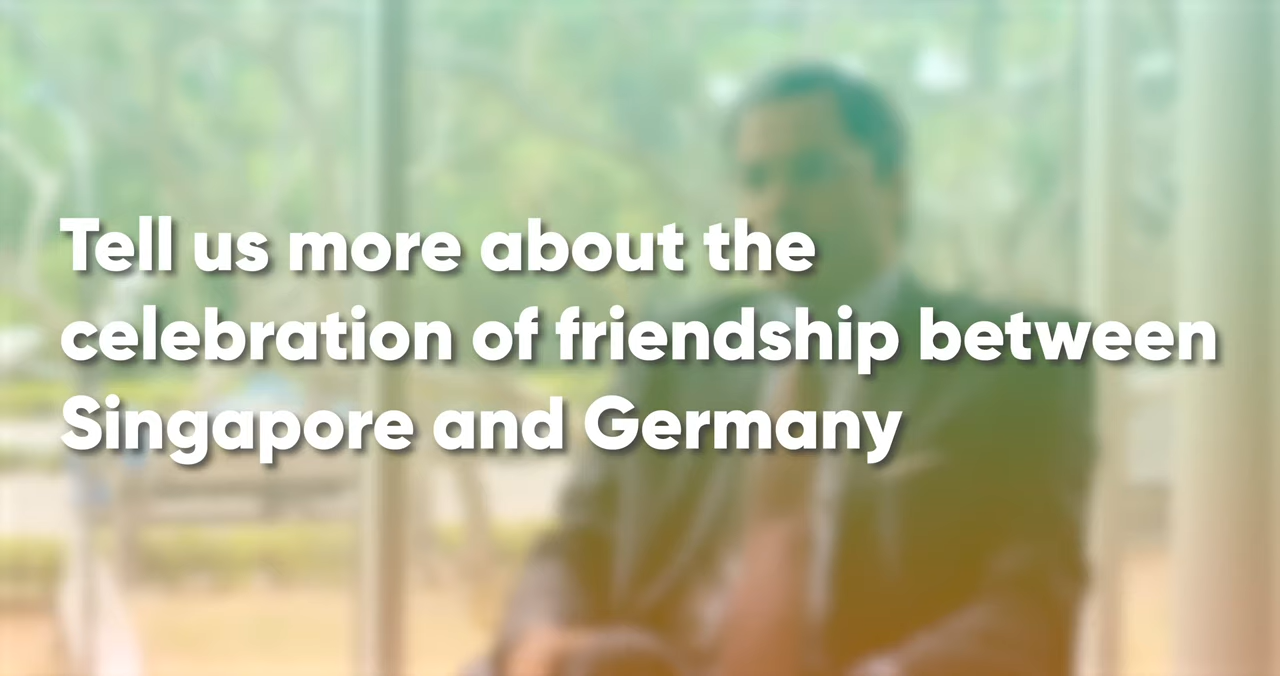 Tell us more about the
celebration of friendship between
Singapore and Germany